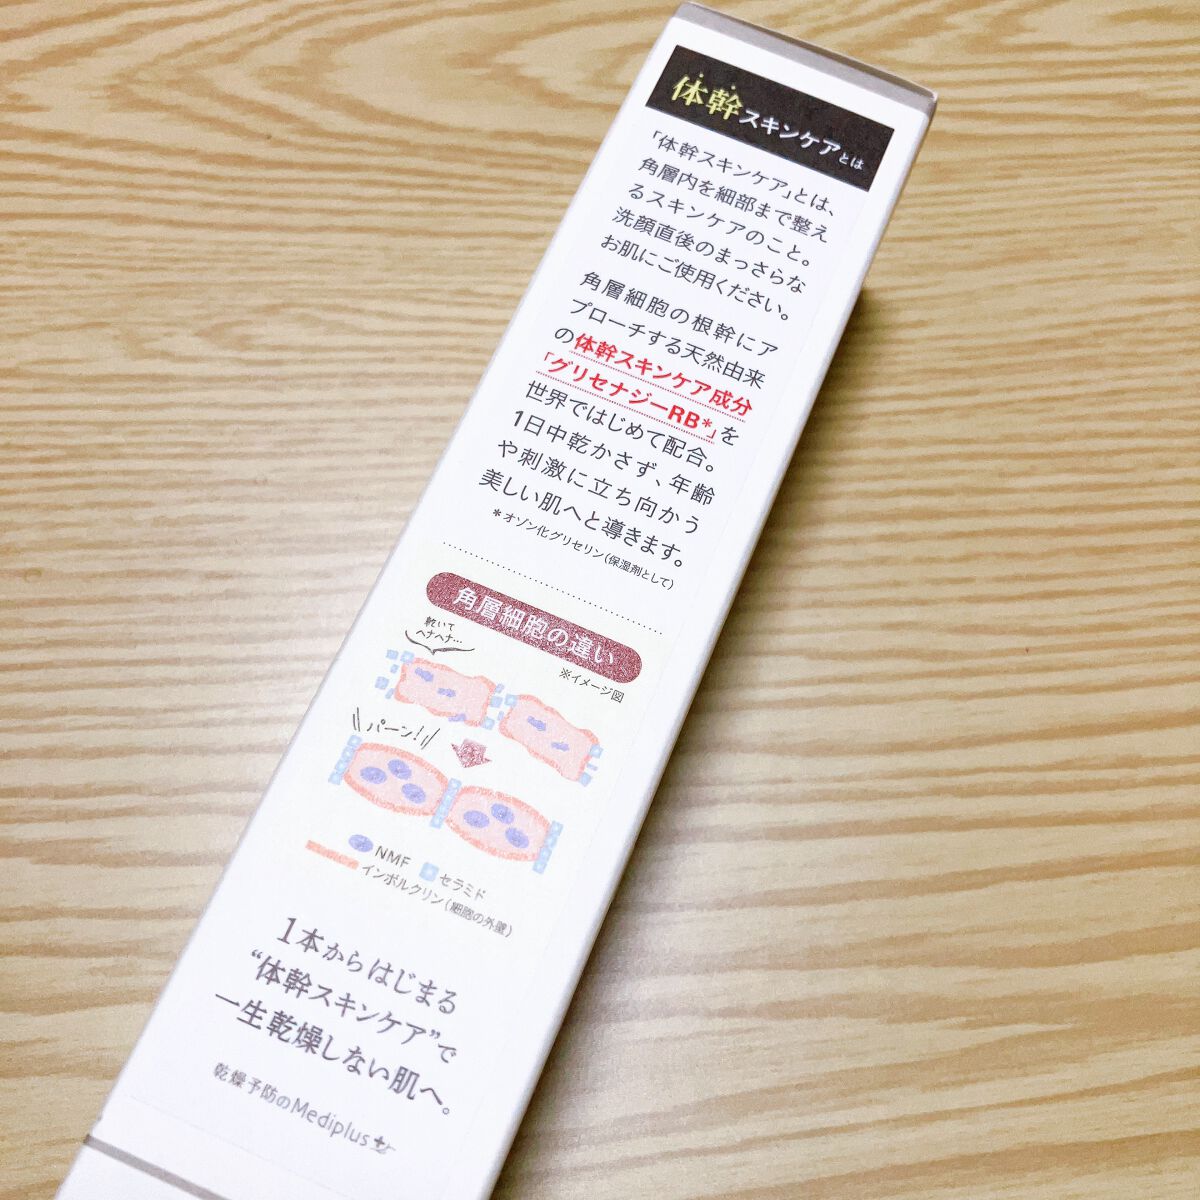 体幹スキンケアとは
「体幹スキンケア」とは、
角層内を細部まで整え
るスキンケアのこと。
洗顔直後のまっさらな
お肌にご使用ください。
角層細胞の根幹にア
プローチする天然由来
の体幹スキンケア成分
「グリセナジーRB*」を
世界ではじめて配合。
1日中乾かさず、年齢
や刺激に立ち向かう
美しい肌へと導きます。
*オゾン化グリセリン(保湿剤として)
角層細胞の違い
※イメージ図
乾いて
ヘナヘナ…
パーン!
NMF
セラミド
インボルクリン(細胞の外壁)
1本からはじまる
“体幹スキンケア”で
一生乾燥しない肌へ。
乾燥予防のMediplus+